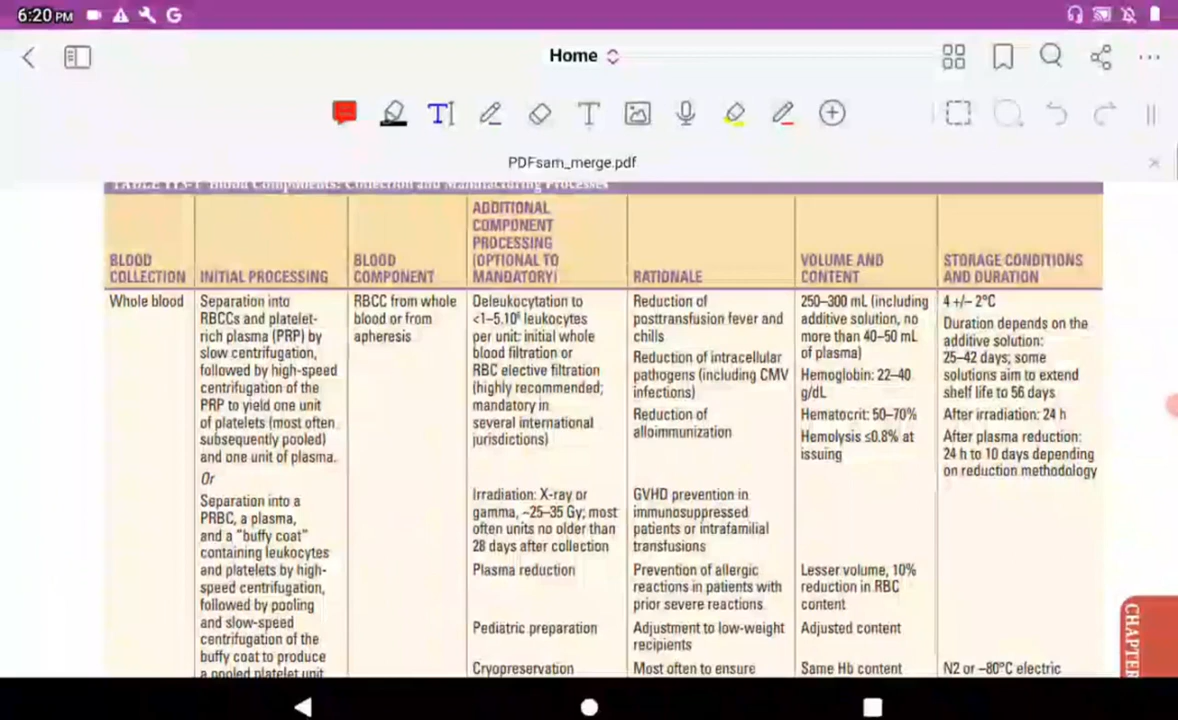 6:20 PM
Home
PDFsam_merge.pdf
TABLE 113-1 Blood Components: Collection and Manufacturing Processes
BLOOD
COLLECTION
INITIAL PROCESSING
BLOOD
COMPONENT
ADDITIONAL
COMPONENT
PROCESSING
(OPTIONAL TO
MANDATORY)
RATIONALE
VOLUME AND
CONTENT
STORAGE CONDITIONS
AND DURATION
Whole blood
Separation into
RBCCs and platelet-
rich plasma (PRP) by
slow centrifugation,
followed by high-speed
centrifugation of the
PRP to yield one unit
of platelets (most often
subsequently pooled)
and one unit of plasma.
Or
Separation into a
PRBC, a plasma,
and a "buffy coat"
containing leukocytes
and platelets by high-
speed centrifugation,
followed by pooling
and slow-speed
centrifugation of the
buffy coat to produce
a pooled platelet unit
RBCC from whole
blood or from
apheresis
Deleukocytation to
<1–5.10⁶ leukocytes
per unit: initial whole
blood filtration or
RBC elective filtration
(highly recommended;
mandatory in
several international
jurisdictions)
Reduction of
posttransfusion fever and
chills
Reduction of intracellular
pathogens (including CMV
infections)
Reduction of
alloimmunization
250–300 mL (including
additive solution, no
more than 40–50 mL
of plasma)
Hemoglobin: 22–40
g/dL
Hematocrit: 50–70%
Hemolysis ≤0.8% at
issuing
4 +/– 2°C
Duration depends on the
additive solution:
25–42 days; some
solutions aim to extend
shelf life to 56 days
After irradiation: 24 h
After plasma reduction:
24 h to 10 days depending
on reduction methodology
Irradiation: X-ray or
gamma, ~25–35 Gy; most
often units no older than
28 days after collection
GVHD prevention in
immunosuppressed
patients or intrafamilial
transfusions
Plasma reduction
Prevention of allergic
reactions in patients with
prior severe reactions
Lesser volume, 10%
reduction in RBC
content
Pediatric preparation
Adjustment to low-weight
recipients
Adjusted content
Cryopreservation
Most often to ensure
Same Hb content
N2 or –80°C electric
CHAPTER